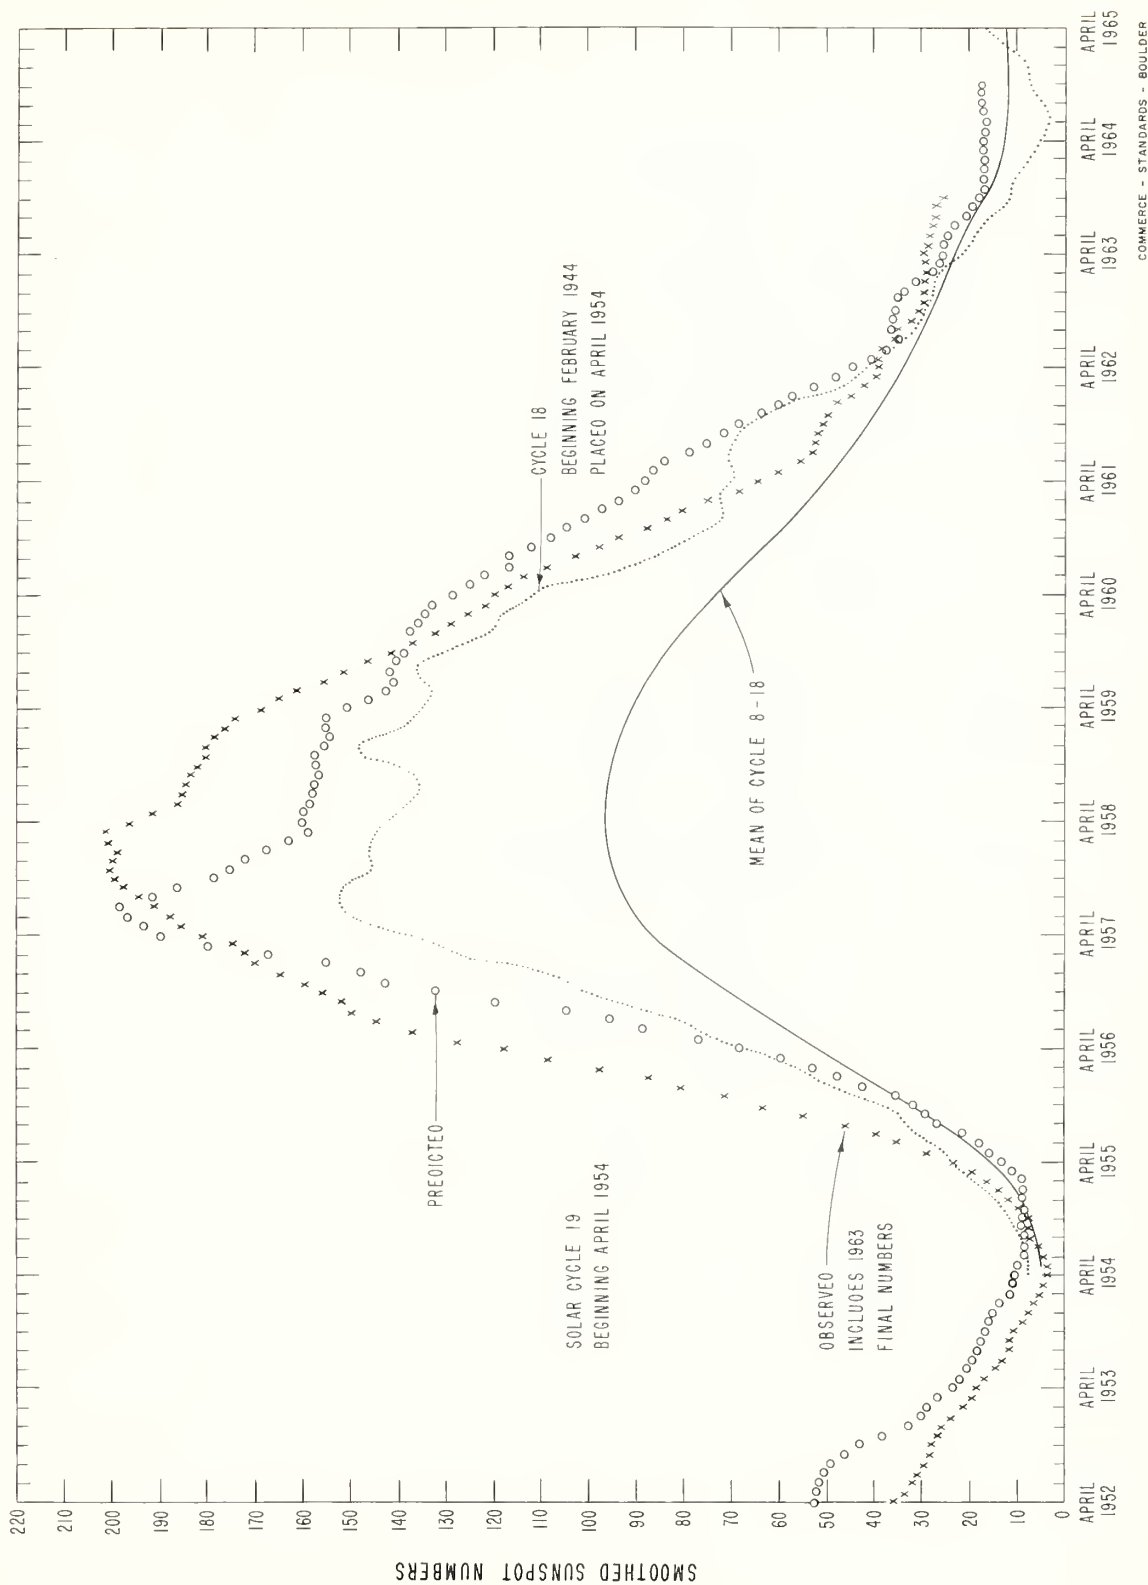 SMOOTHED SUNSPOT NUMBERS
220
210
200
190
180
170
160
150
140
130
120
110
100
90
80
70
60
50
40
30
20
10
0
CYCLE 18
BEGINNING FEBRUARY 1944
PLACED ON APRIL 1954
PREDICTED
MEAN OF CYCLE 8-18
SOLAR CYCLE 19
BEGINNING APRIL 1954
OBSERVED
INCLUDES 1963
FINAL NUMBERS
APRIL
1952
APRIL
1953
APRIL
1954
APRIL
1955
APRIL
1956
APRIL
1957
APRIL
1958
APRIL
1959
APRIL
1960
APRIL
1961
APRIL
1962
APRIL
1963
APRIL
1964
APRIL
1965
COMMERCE - STANDARDS - BOULDER